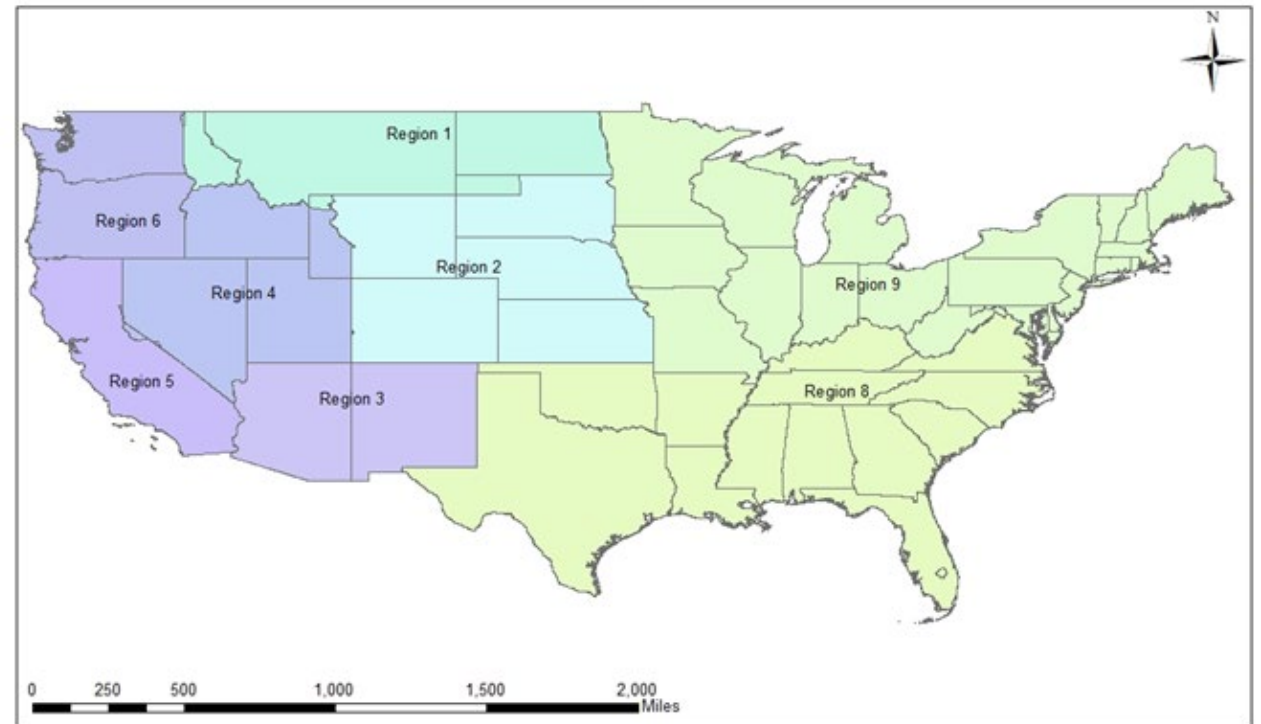 N
Region 1
Region 6
Region 2
Region 4
Region 9
Region 5
Region 3
Region 8
0 250 500 1,000 1,500 2,000
Miles